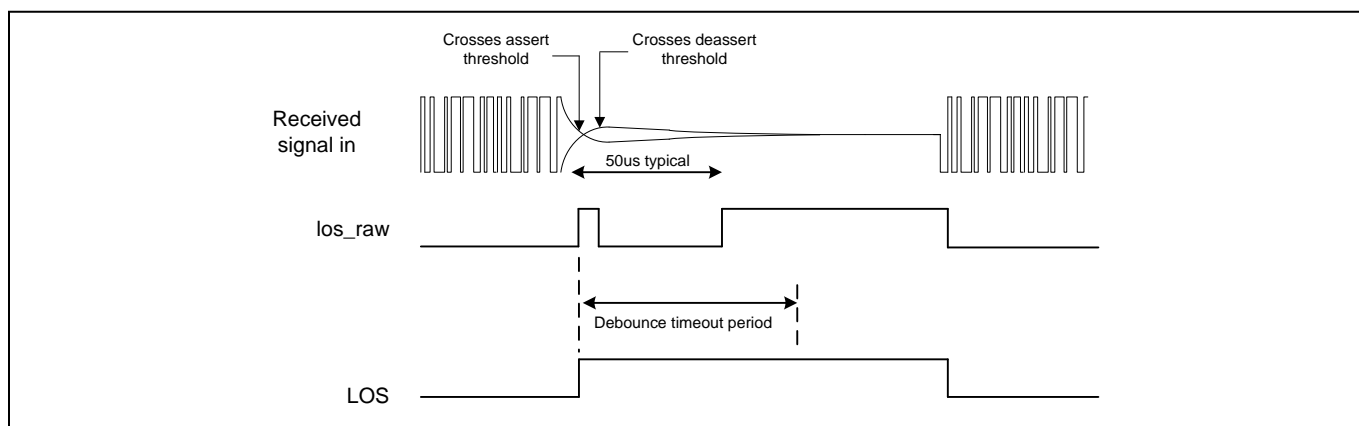 Crosses assert
threshold
Crosses deassert
threshold
Received
signal in
50us typical
los_raw
Debounce timeout period
LOS